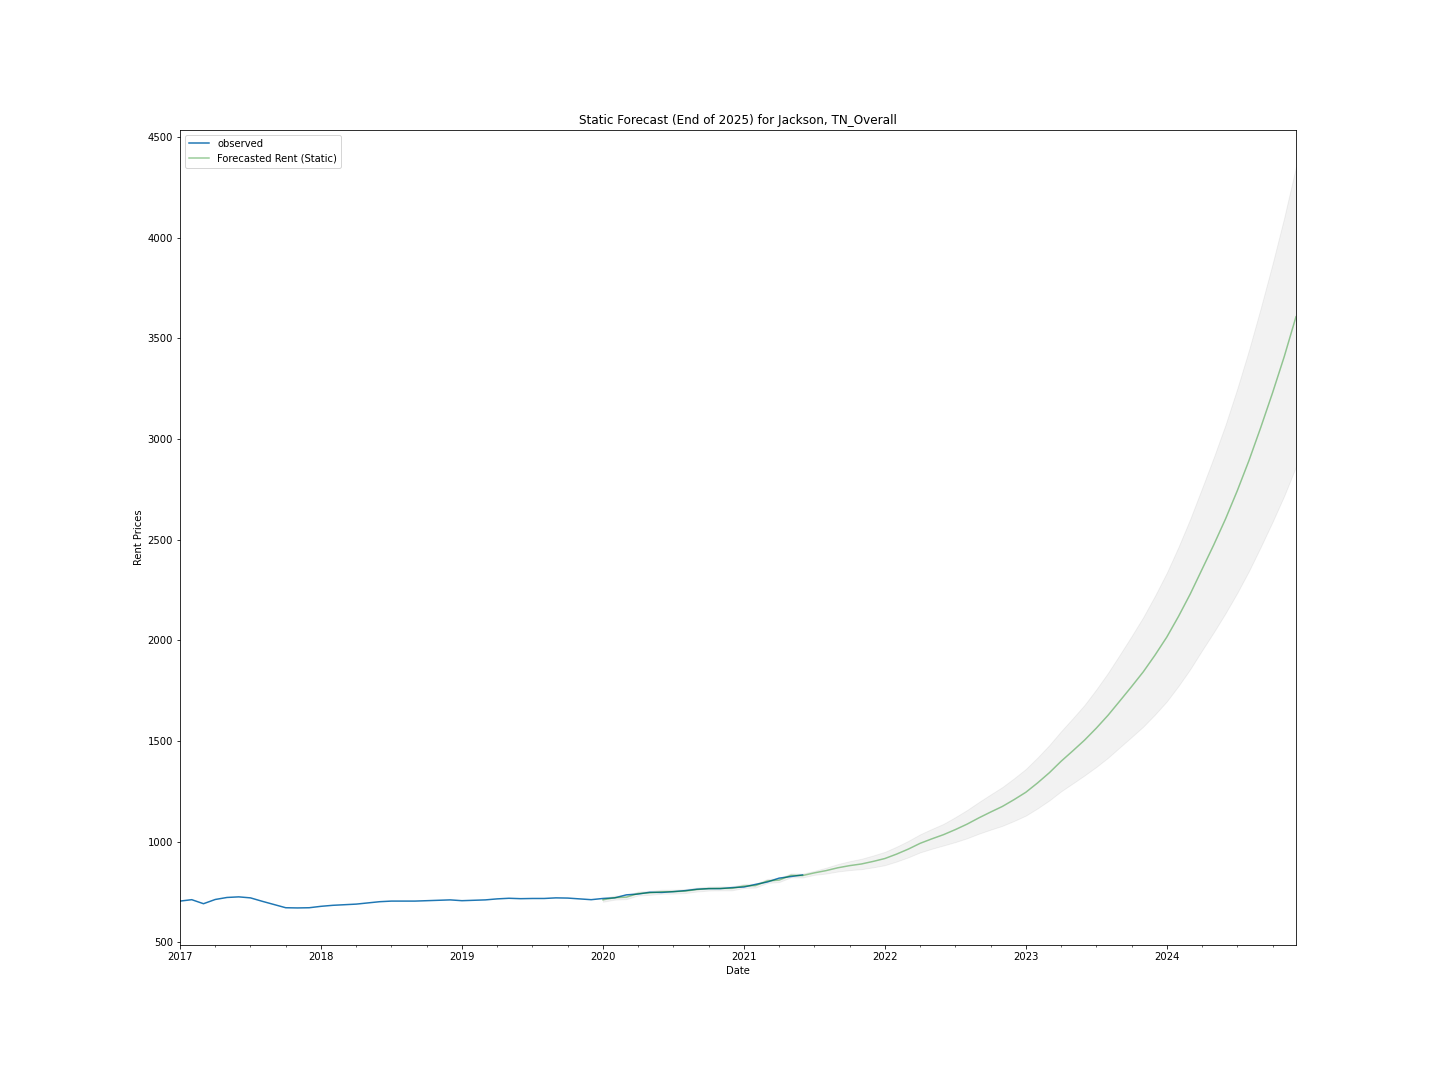 Static Forecast (End of 2025) for Jackson, TN_Overall
observed
Forecasted Rent (Static)
4500
4000
3500
3000
2500
2000
1500
1000
500
Rent Prices
2017 2018 2019 2020 2021 2022 2023 2024
Date